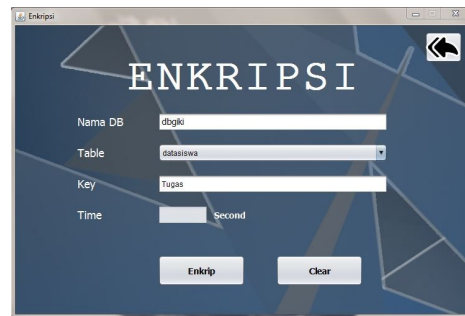 Enkripsi
ENKRIPSI
Nama DB dbgiki
Table datasiswa
Key Tugas
Time Second
Enkrip Clear